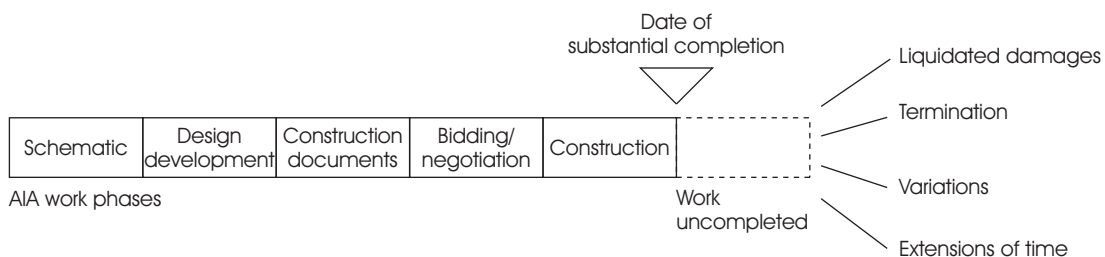 Date of
substantial completion
Liquidated damages
Termination
Schematic
Design
development
Construction
documents
Bidding/
negotiation
Construction
AIA work phases
Work
uncompleted
Variations
Extensions of time